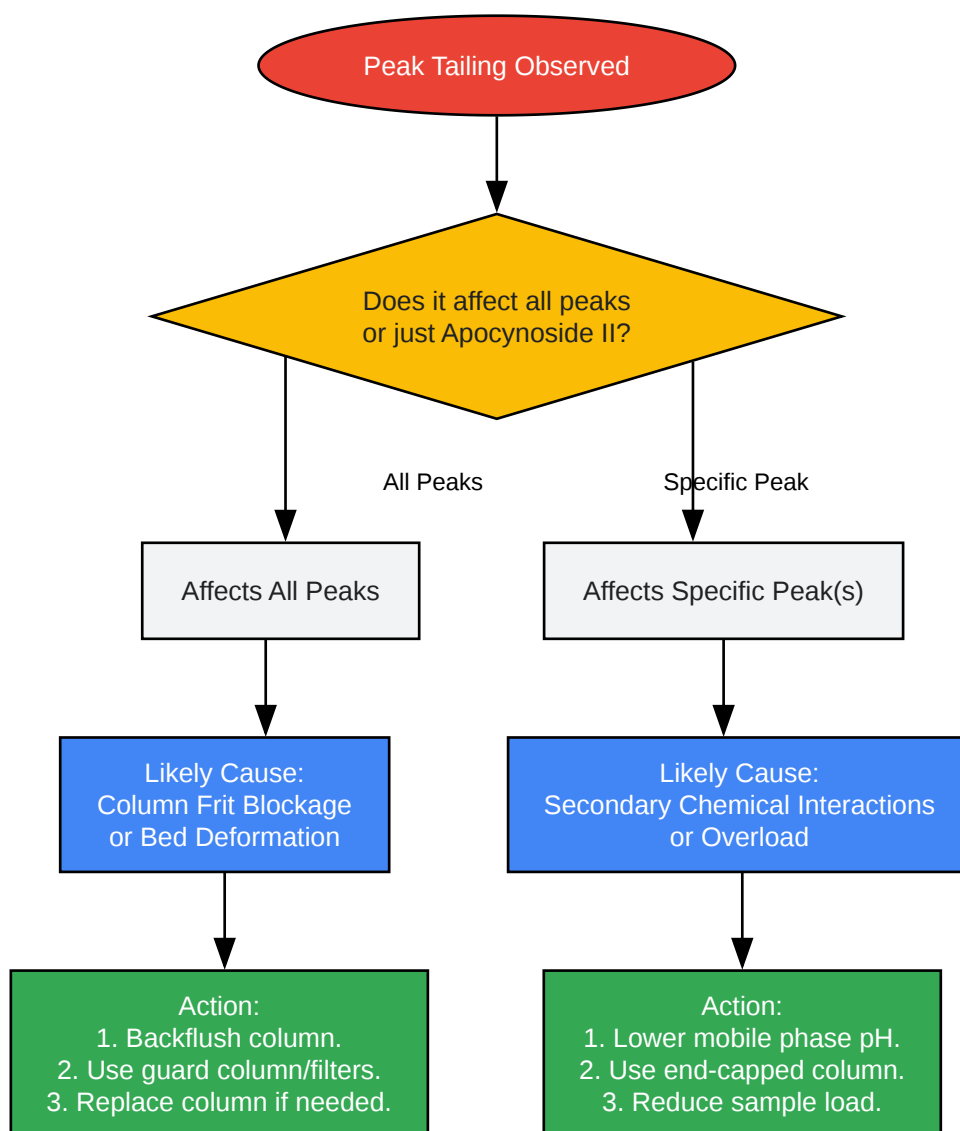 Peak Tailing Observed
Does it affect all peaks
or just Apocynoside II?
All Peaks
Specific Peak
Affects All Peaks
Affects Specific Peak(s)
Likely Cause:
Column Frit Blockage
or Bed Deformation
Likely Cause:
Secondary Chemical Interactions
or Overload
Action:
1. Backflush column.
2. Use guard column/filters.
3. Replace column if needed.
Action:
1. Lower mobile phase pH.
2. Use end-capped column.
3. Reduce sample load.